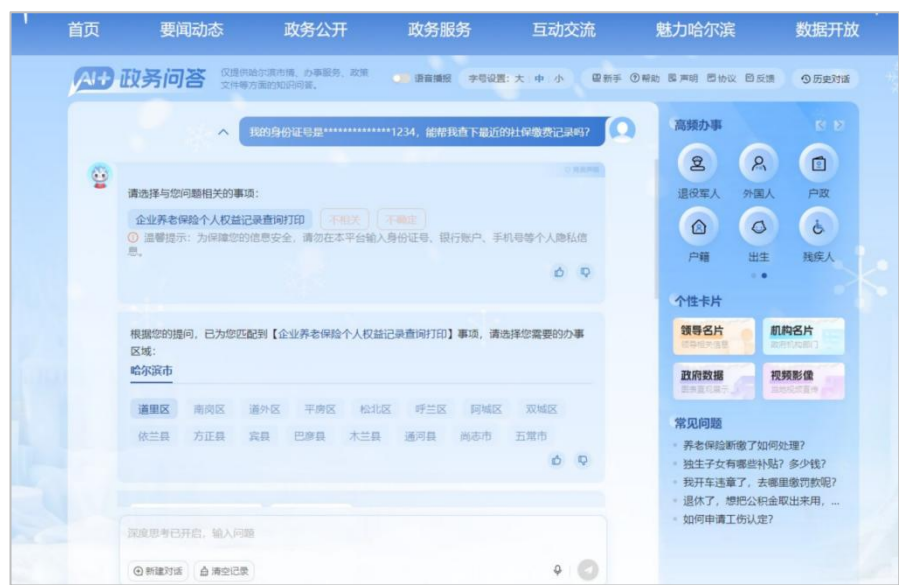 首页 要闻动态 政务公开 政务服务 互动交流 魅力哈尔滨 数据开放
AI+ 政务问答
仅提供哈尔滨市情、办事服务、政策
文件等方面的知识问答。
语音播报 字号设置: 大 中 小 新手 帮助 声明 协议 反馈 历史对话
我的身份证号是**************1234,能帮我查下最近的社保缴费记录吗?
请选择与您问题相关的事项:
企业养老保险个人权益记录查询打印 不相关 不确定
温馨提示:为保障您的信息安全,请勿在本平台输入身份证号、银行账户、手机号等个人隐私信
息。
根据您的提问,已为您匹配到【企业养老保险个人权益记录查询打印】事项,请选择您需要的办事
区域:
哈尔滨市
道里区 南岗区 道外区 平房区 松北区 呼兰区 阿城区 双城区
依兰县 方正县 宾县 巴彦县 木兰县 通河县 尚志市 五常市
深度思考已开启,输入问题
新建对话 清空记录
高频办事
退役军人 外国人 户政
户籍 出生 残疾人
个性卡片
领导名片 机构名片
领导相关信息 政府机构部门
政府数据 视频影像
常见问题
养老保险断缴了如何处理?
独生子女有哪些补贴?多少钱?
我开车违章了,去哪里缴罚款呢?
退休了,想把公积金取出来用,...
如何申请工伤认定?